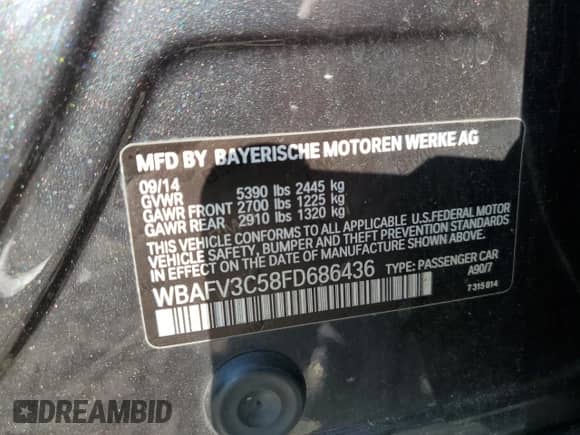 MFD BY BAYERISCHE MOTOREN WERKE AG
09/14
GVWR 5390 lbs 2445 kg
GAWR FRONT 2700 lbs 1225 kg
GAWR REAR 2910 lbs 1320 kg
THIS VEHICLE CONFORMS TO ALL APPLICABLE U.S.FEDERAL MOTOR
VEHICLE SAFETY, BUMPER AND THEFT PREVENTION STANDARDS
IN EFFECT ON THE DATE OF MANUFACTURE SHOWN ABOVE.
WBAFV3C58FD686436 TYPE: PASSENGER CAR
A90/7
7 315 014
DREAMBID